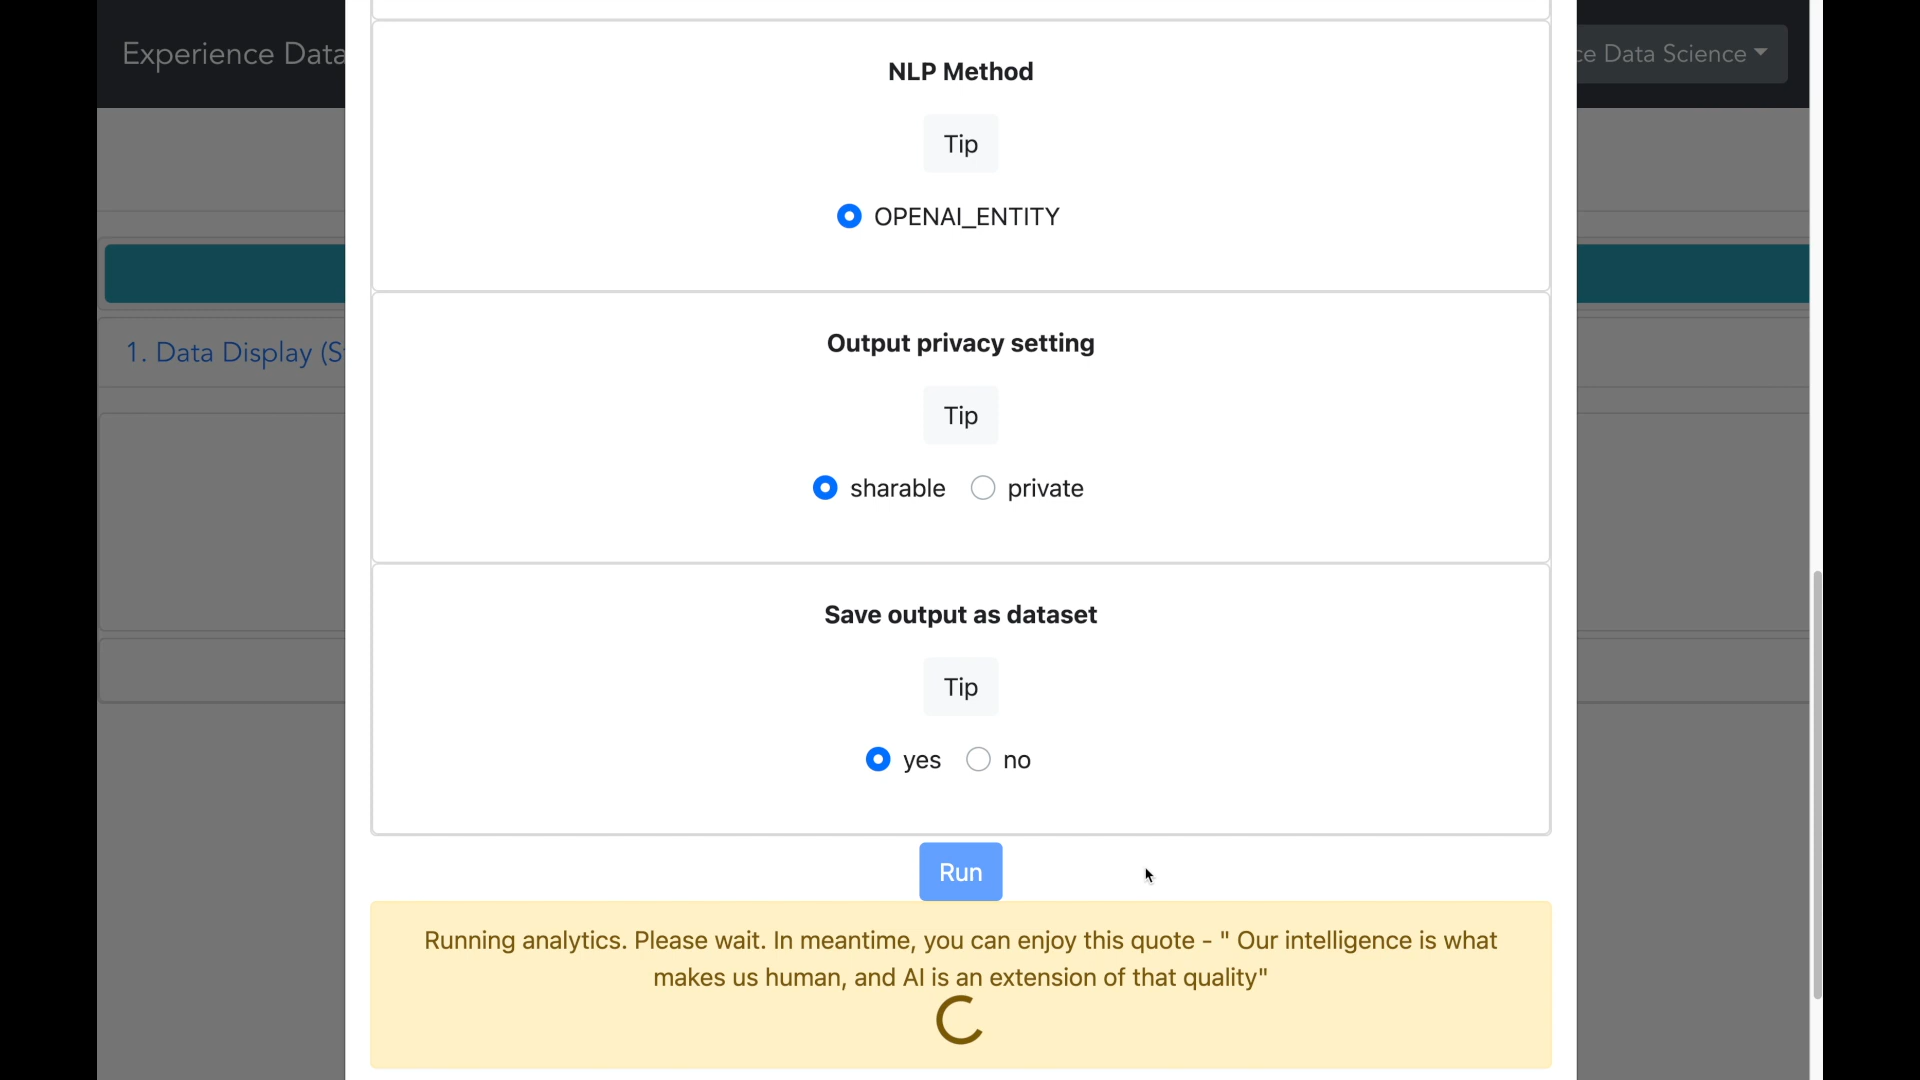 Experience Data
ce Data Science
NLP Method
Tip
OPENAI_ENTITY
1. Data Display (S
Output privacy setting
Tip
sharable private
Save output as dataset
Tip
yes no
Run
Running analytics. Please wait. In meantime, you can enjoy this quote - " Our intelligence is what
makes us human, and AI is an extension of that quality"